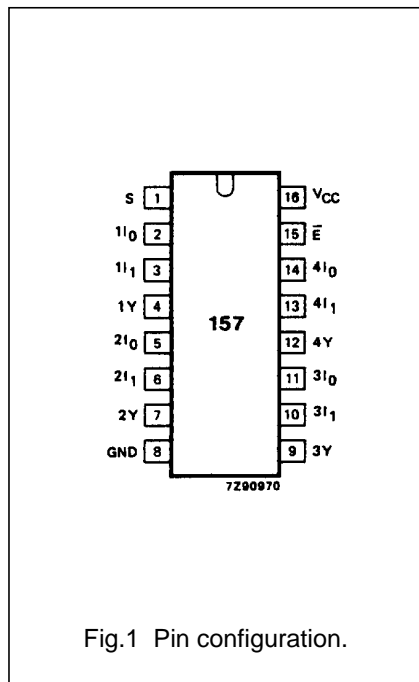 S 1 16 VCC
1I0 2 15 E̅
1I1 3 14 4I0
1Y 4 13 4I1
157
2I0 5 12 4Y
2I1 6 11 3I0
2Y 7 10 3I1
GND 8 9 3Y
7Z90970
Fig.1 Pin configuration.